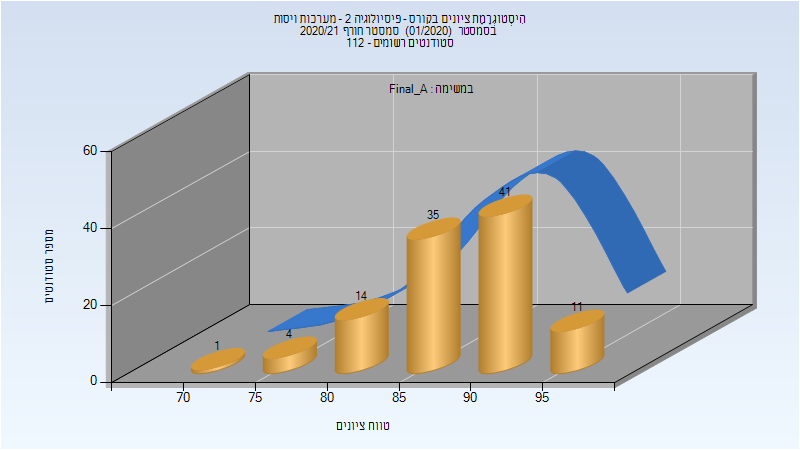 היסטוגרמת ציונים בקורס - פיסיולוגיה 2 - מערכות ויסות
בסמסטר (01/2020) סמסטר חורף 2020/21
סטודנטים רשומים - 112
במשימה : Final_A
מספר סטודנטים
60
40
20
0
1
4
14
35
41
11
70
75
80
85
90
95
טווח ציונים